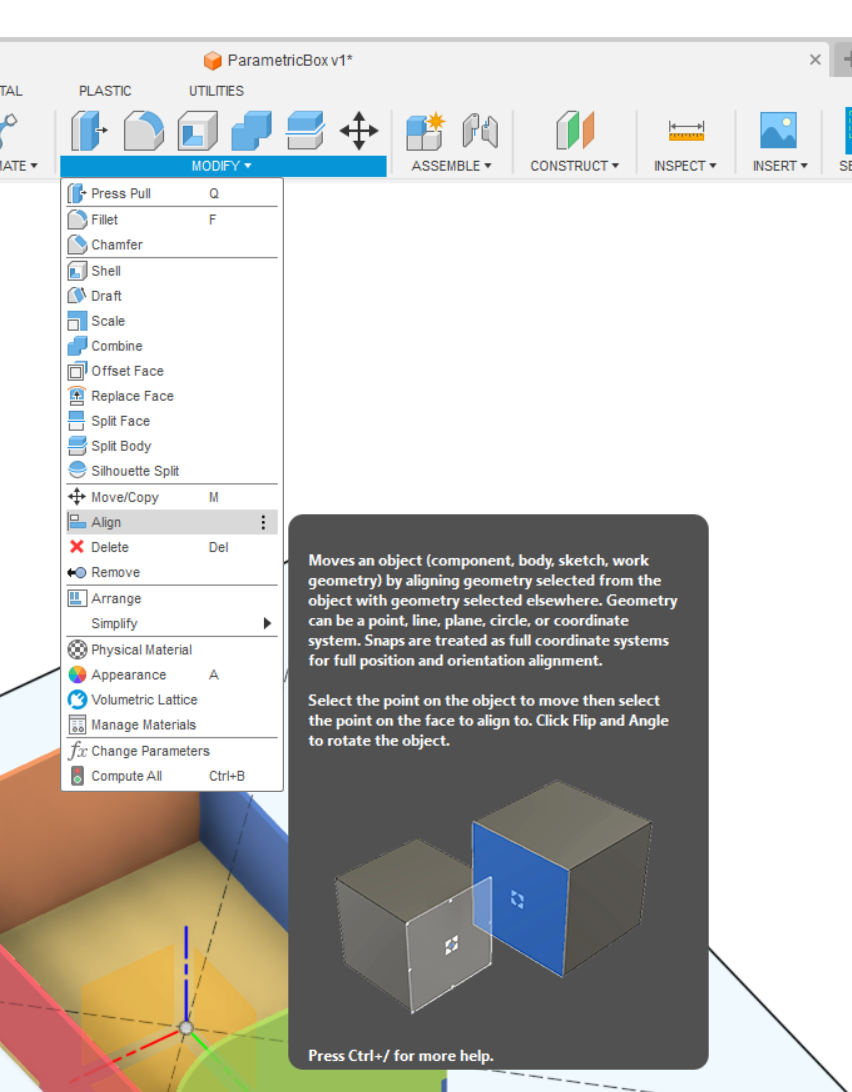 ParametricBox v1*
TAL PLASTIC UTILITIES
MATE MODIFY ASSEMBLE CONSTRUCT INSPECT INSERT SE
Press Pull Q
Fillet F
Chamfer
Shell
Draft
Scale
Combine
Offset Face
Replace Face
Split Face
Split Body
Silhouette Split
Move/Copy M
Align
Delete Del
Remove
Arrange
Simplify
Physical Material
Appearance A
Volumetric Lattice
Manage Materials
fx Change Parameters
Compute All Ctrl+B
Moves an object (component, body, sketch, work
geometry) by aligning geometry selected from the
object with geometry selected elsewhere. Geometry
can be a point, line, plane, circle, or coordinate
system. Snaps are treated as full coordinate systems
for full position and orientation alignment.
Select the point on the object to move then select
the point on the face to align to. Click Flip and Angle
to rotate the object.
Press Ctrl+/ for more help.